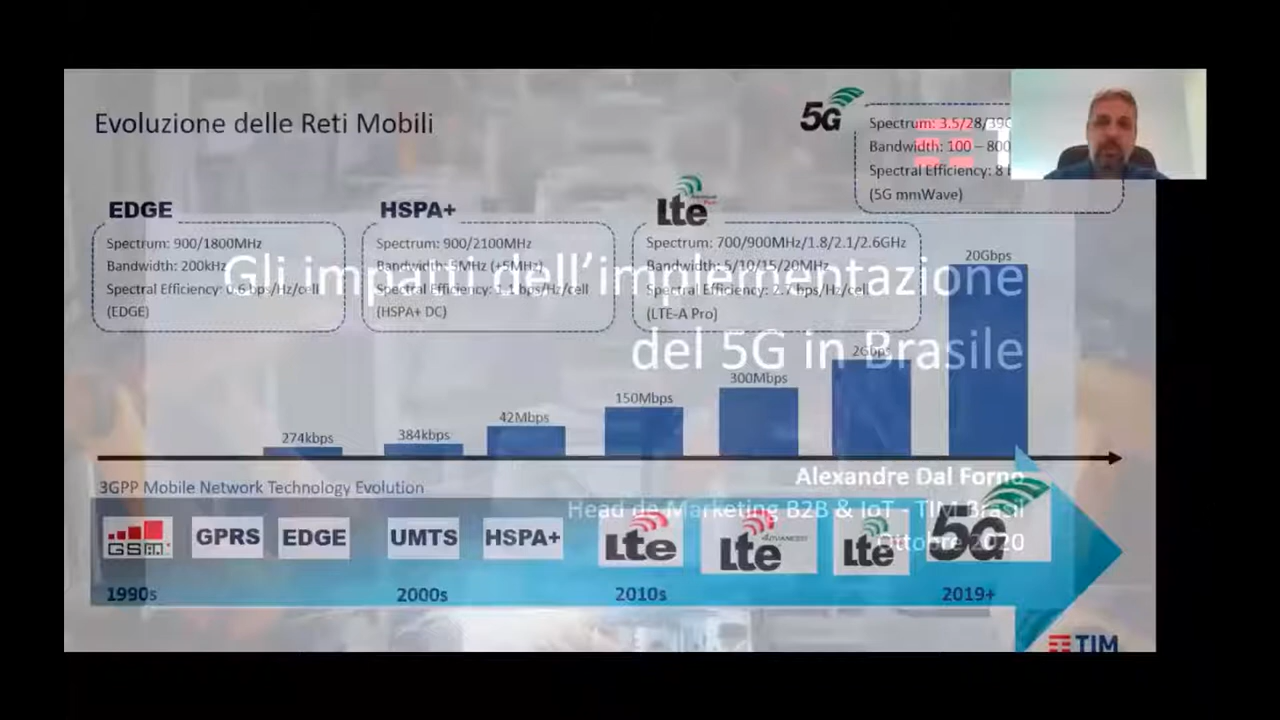 Evoluzione delle Reti Mobili
5G
Spectrum: 3.5/28/39G
Bandwidth: 100 – 800
Spectral Efficiency: 8
(5G mmWave)
EDGE
Spectrum: 900/1800MHz
Bandwidth: 200kHz
Spectral Efficiency: 0.6 bps/Hz/cell
(EDGE)
HSPA+
Spectrum: 900/2100MHz
Bandwidth: 5MHz (+5MHz)
Spectral Efficiency: 1.1 bps/Hz/cell
(HSPA+ DC)
Lte
Spectrum: 700/900MHz/1.8/2.1/2.6GHz
Bandwidth: 5/10/15/20MHz
Spectral Efficiency: 2.7 bps/Hz/cell
(LTE-A Pro)
Gli impatti dell'implementazione
del 5G in Brasile
274kbps
384kbps
42Mbps
150Mbps
300Mbps
2Gbps
20Gbps
Alexandre Dal Forno
Head de Marketing B2B & IoT - TIM Brasil
Ottobre 2020
3GPP Mobile Network Technology Evolution
GSM
GPRS
EDGE
UMTS
HSPA+
Lte
Lte ADVANCED
Lte
5G
1990s
2000s
2010s
2019+
TIM